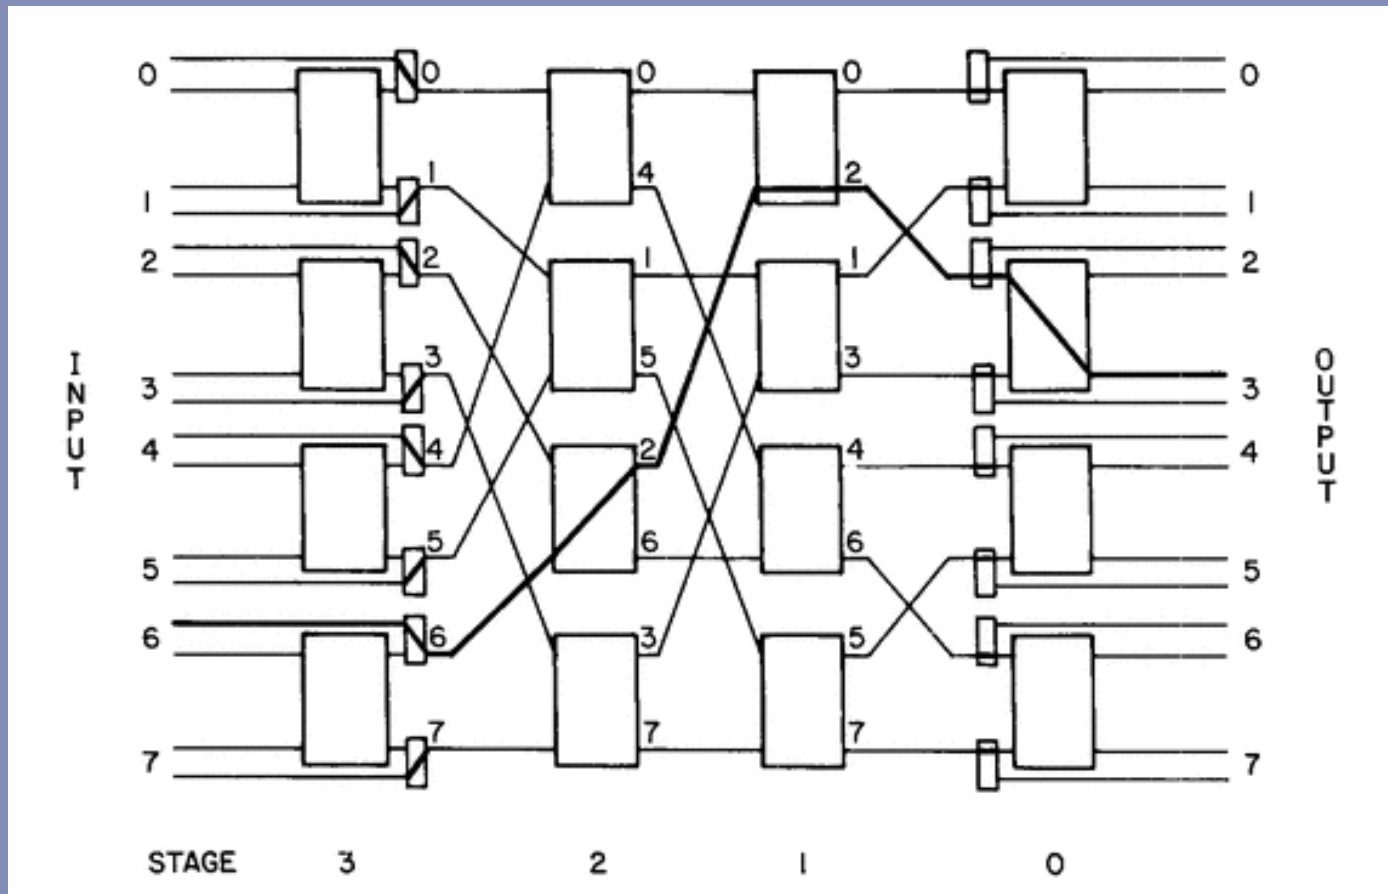 0 0 0 0 0
1 1 4 2 1
2 2 1 1 2
3 3 5 3 3
4 4 2 4 4
5 5 6 6 5
6 6 3 5 6
7 7 7 7 7
INPUT
OUTPUT
STAGE 3 2 1 0